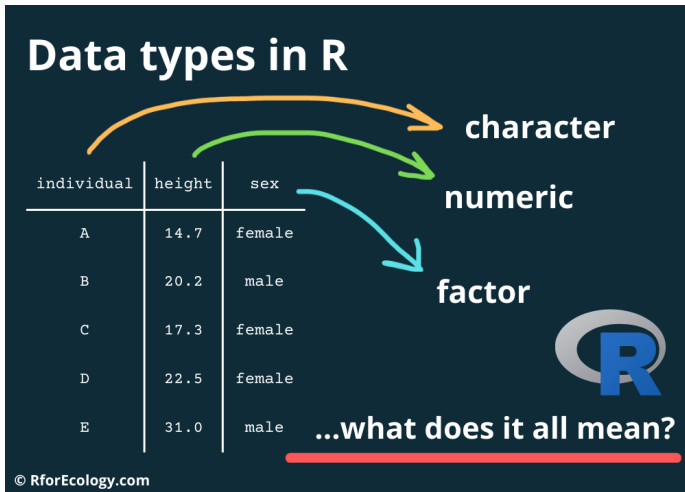 Data types in R
character
numeric
factor
individual height sex
A 14.7 female
B 20.2 male
C 17.3 female
D 22.5 female
E 31.0 male
R
...what does it all mean?
© RforEcology.com